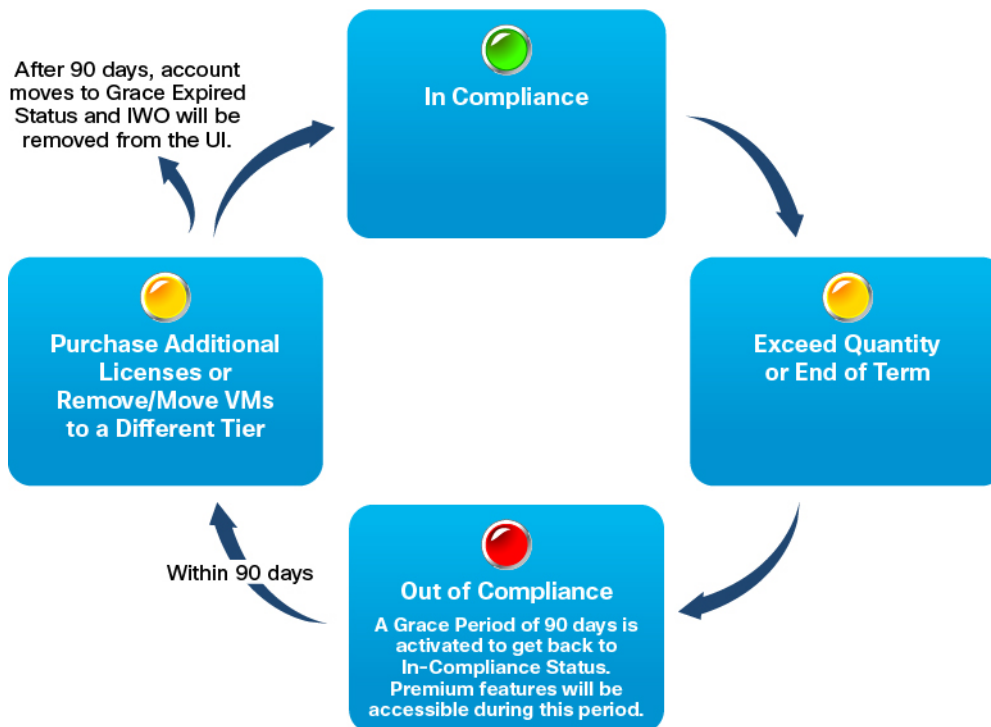 After 90 days, account
moves to Grace Expired
Status and IWO will be
removed from the UI.
In Compliance
Exceed Quantity
or End of Term
Out of Compliance
A Grace Period of 90 days is
activated to get back to
In-Compliance Status.
Premium features will be
accessible during this period.
Within 90 days
Purchase Additional
Licenses or
Remove/Move VMs
to a Different Tier